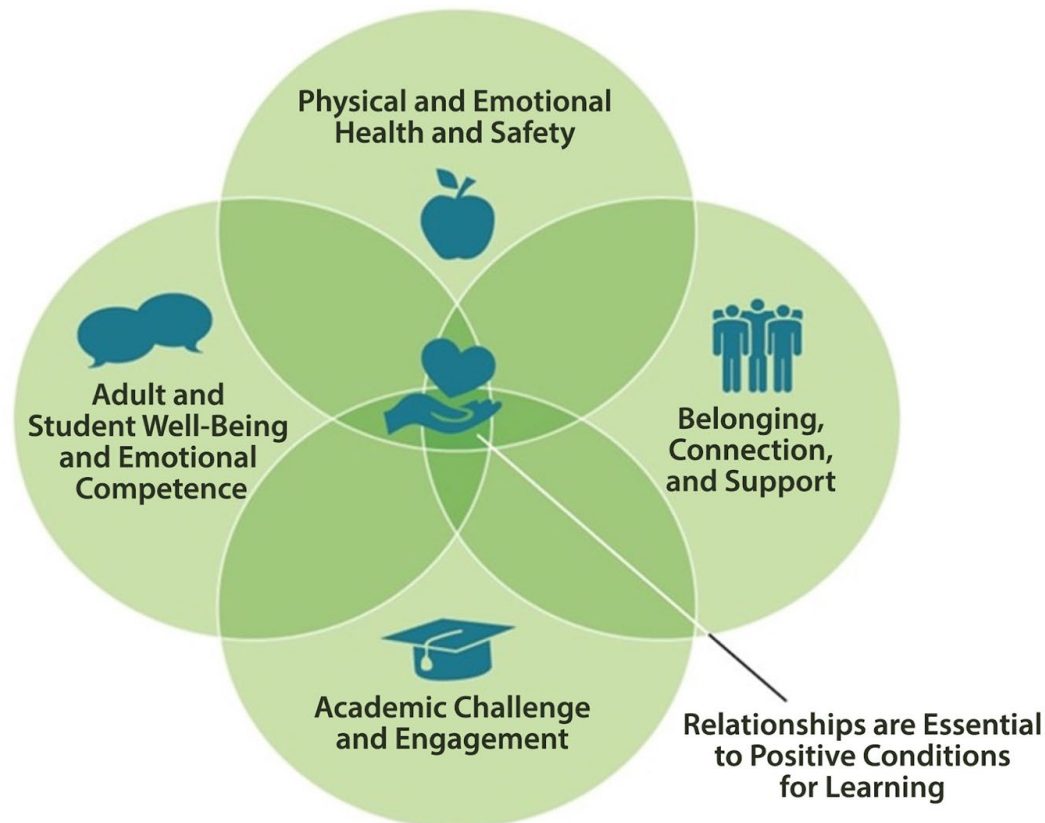 Physical and Emotional
Health and Safety
Adult and
Student Well-Being
and Emotional
Competence
Belonging,
Connection,
and Support
Academic Challenge
and Engagement
Relationships are Essential
to Positive Conditions
for Learning